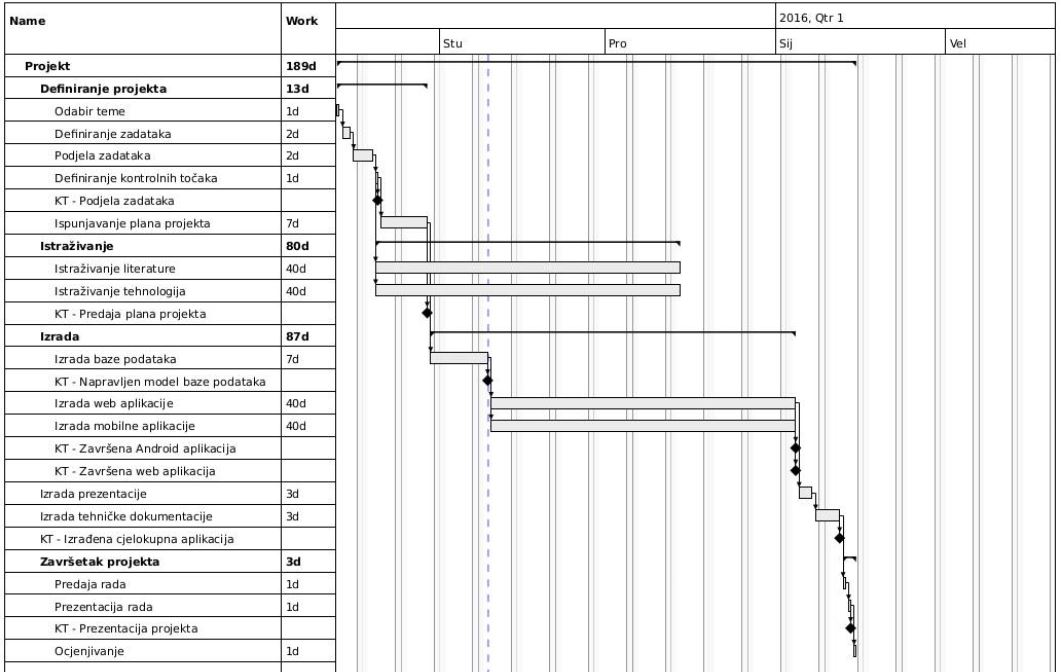 Name Work 2016, Qtr 1
Stu Pro Sij Vel
Projekt 189d
Definiranje projekta 13d
Odabir teme 1d
Definiranje zadataka 2d
Podjela zadataka 2d
Definiranje kontrolnih točaka 1d
KT - Podjela zadataka
Ispunjavanje plana projekta 7d
Istraživanje 80d
Istraživanje literature 40d
Istraživanje tehnologija 40d
KT - Predaja plana projekta
Izrada 87d
Izrada baze podataka 7d
KT - Napravljen model baze podataka
Izrada web aplikacije 40d
Izrada mobilne aplikacije 40d
KT - Završena Android aplikacija
KT - Završena web aplikacija
Izrada prezentacije 3d
Izrada tehničke dokumentacije 3d
KT - Izrađena cjelokupna aplikacija
Završetak projekta 3d
Predaja rada 1d
Prezentacija rada 1d
KT - Prezentacija projekta
Ocjenjivanje 1d